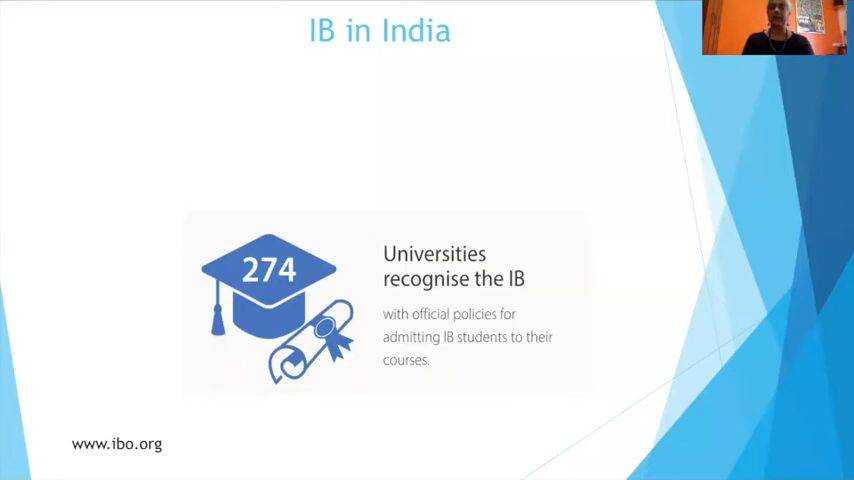 IB in India
274
Universities
recognise the IB
with official policies for
admitting IB students to their
courses.
www.ibo.org